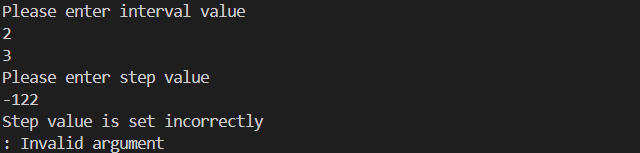 Please enter interval value
2
3
Please enter step value
-122
Step value is set incorrectly
: Invalid argument